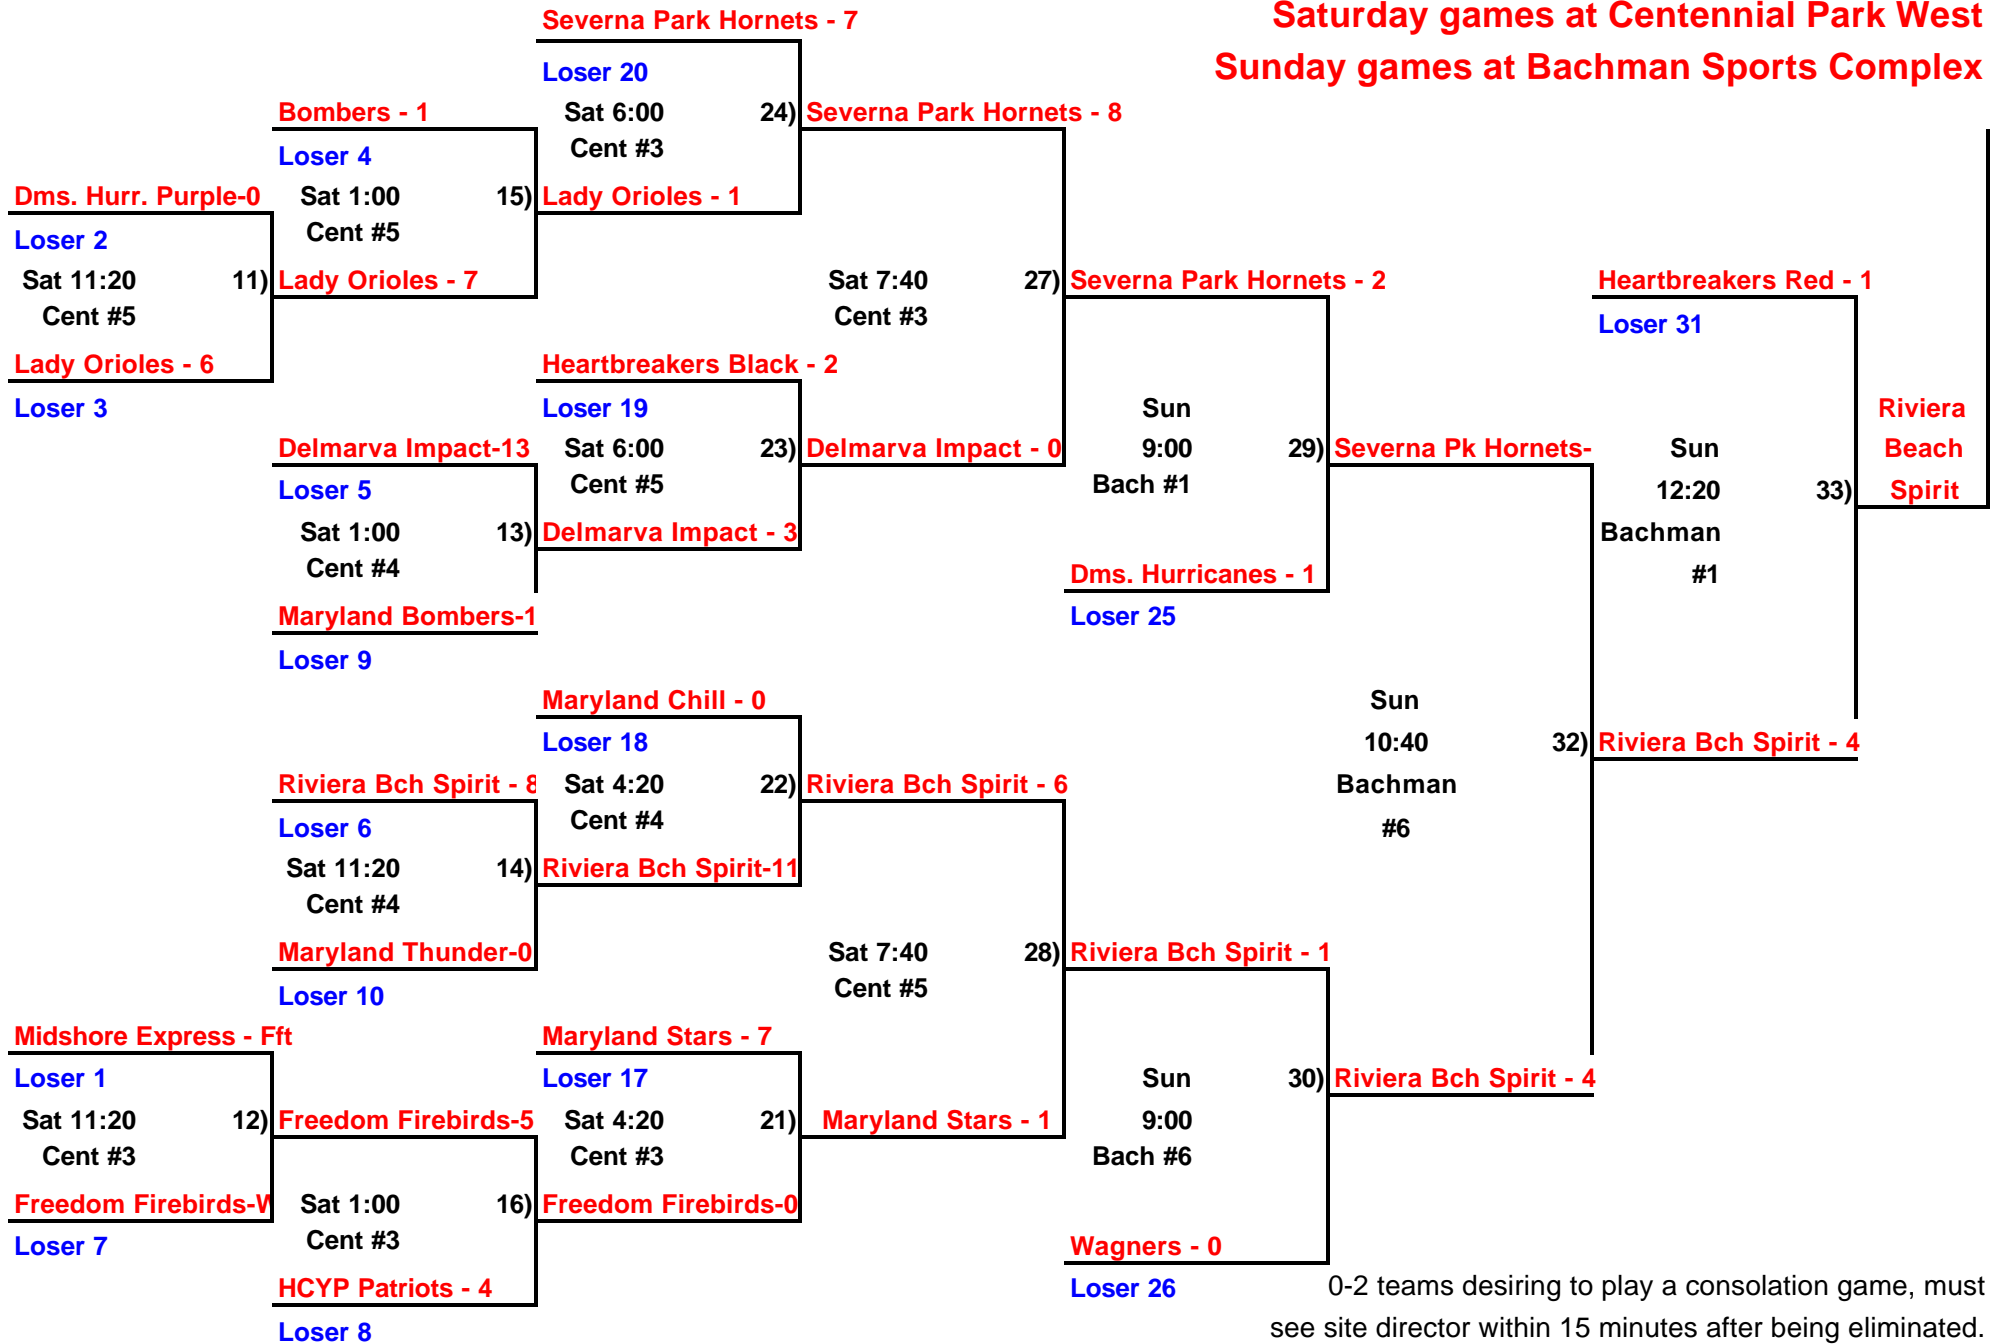 Severna Park Hornets - 7
Saturday games at Centennial Park West
Loser 20
Sunday games at Bachman Sports Complex
Bombers - 1
Sat 6:00
24)
Severna Park Hornets - 8
Loser 4
Cent #3
Dms. Hurr. Purple-0
Sat 1:00
15)
Lady Orioles - 1
Loser 2
Cent #5
Sat 11:20
11)
Lady Orioles - 7
Sat 7:40
27)
Severna Park Hornets - 2
Heartbreakers Red - 1
Cent #5
Cent #3
Loser 31
Lady Orioles - 6
Heartbreakers Black - 2
Loser 3
Loser 19
Sun
Riviera
Delmarva Impact-13
Sat 6:00
23)
Delmarva Impact - 0
9:00
29)
Severna Pk Hornets-
Sun
Beach
Loser 5
Cent #5
Bach #1
12:20
33)
Spirit
Sat 1:00
13)
Delmarva Impact - 3
Bachman
Cent #4
Dms. Hurricanes - 1
#1
Maryland Bombers-1
Loser 25
Loser 9
Maryland Chill - 0
Sun
Loser 18
10:40
32)
Riviera Bch Spirit - 4
Riviera Bch Spirit - 8
Sat 4:20
22)
Riviera Bch Spirit - 6
Bachman
Loser 6
Cent #4
#6
Sat 11:20
14)
Riviera Bch Spirit-11
Cent #4
Maryland Thunder-0
Sat 7:40
28)
Riviera Bch Spirit - 1
Loser 10
Cent #5
Midshore Express - Fft
Maryland Stars - 7
Loser 1
Loser 17
Sun
30)
Riviera Bch Spirit - 4
Sat 11:20
12)
Freedom Firebirds-5
Sat 4:20
21)
Maryland Stars - 1
9:00
Cent #3
Cent #3
Bach #6
Freedom Firebirds-W
Sat 1:00
16)
Freedom Firebirds-0
Loser 7
Cent #3
Wagners - 0
HCYP Patriots - 4
Loser 26
0-2 teams desiring to play a consolation game, must
Loser 8
see site director within 15 minutes after being eliminated.